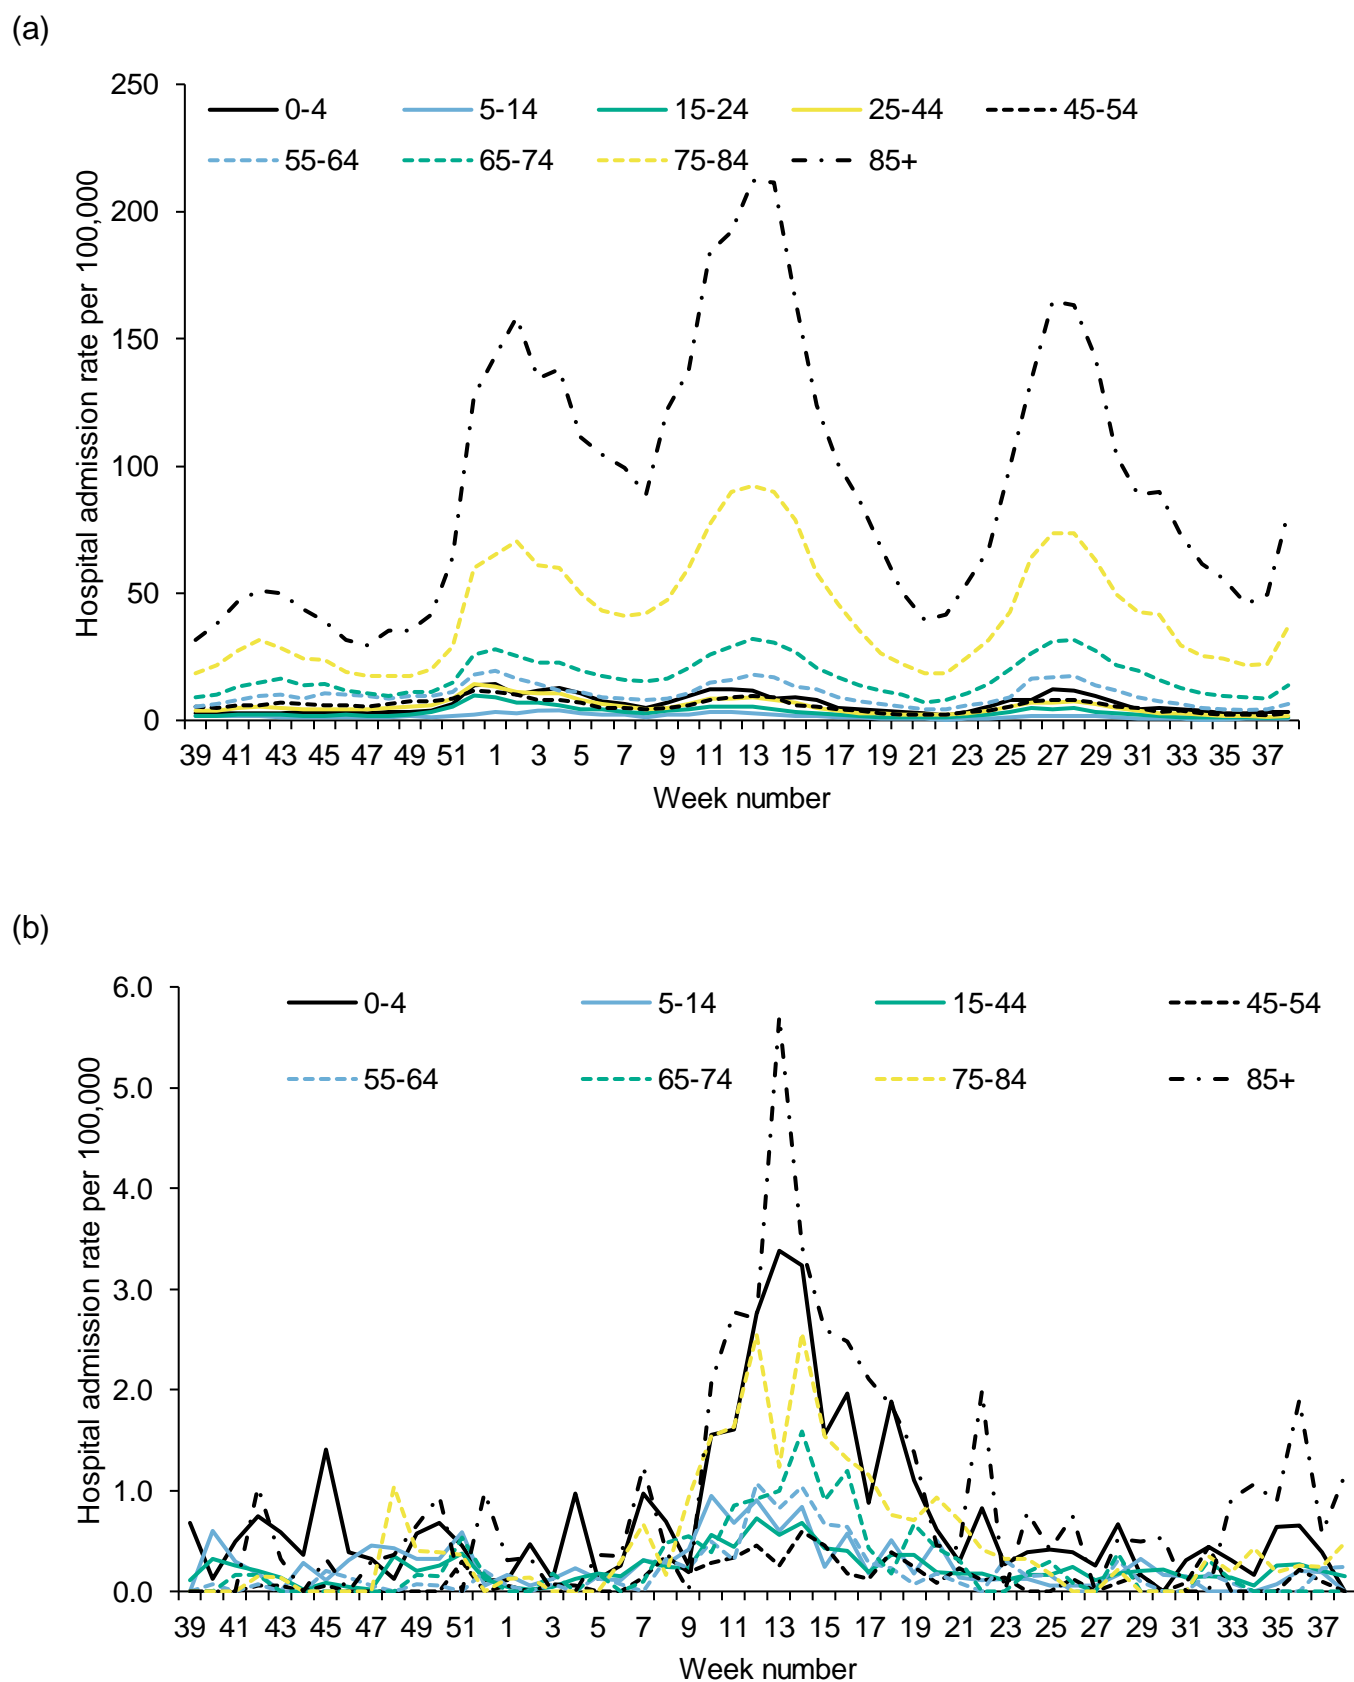 (a)
250
0-4 5-14 15-24 25-44 45-54
55-64 65-74 75-84 85+
200
150
100
50
0
Hospital admission rate per 100,000
39 41 43 45 47 49 51 1 3 5 7 9 11 13 15 17 19 21 23 25 27 29 31 33 35 37
Week number
(b)
6.0
0-4 5-14 15-44 45-54
55-64 65-74 75-84 85+
5.0
4.0
3.0
2.0
1.0
0.0
Hospital admission rate per 100,000
39 41 43 45 47 49 51 1 3 5 7 9 11 13 15 17 19 21 23 25 27 29 31 33 35 37
Week number